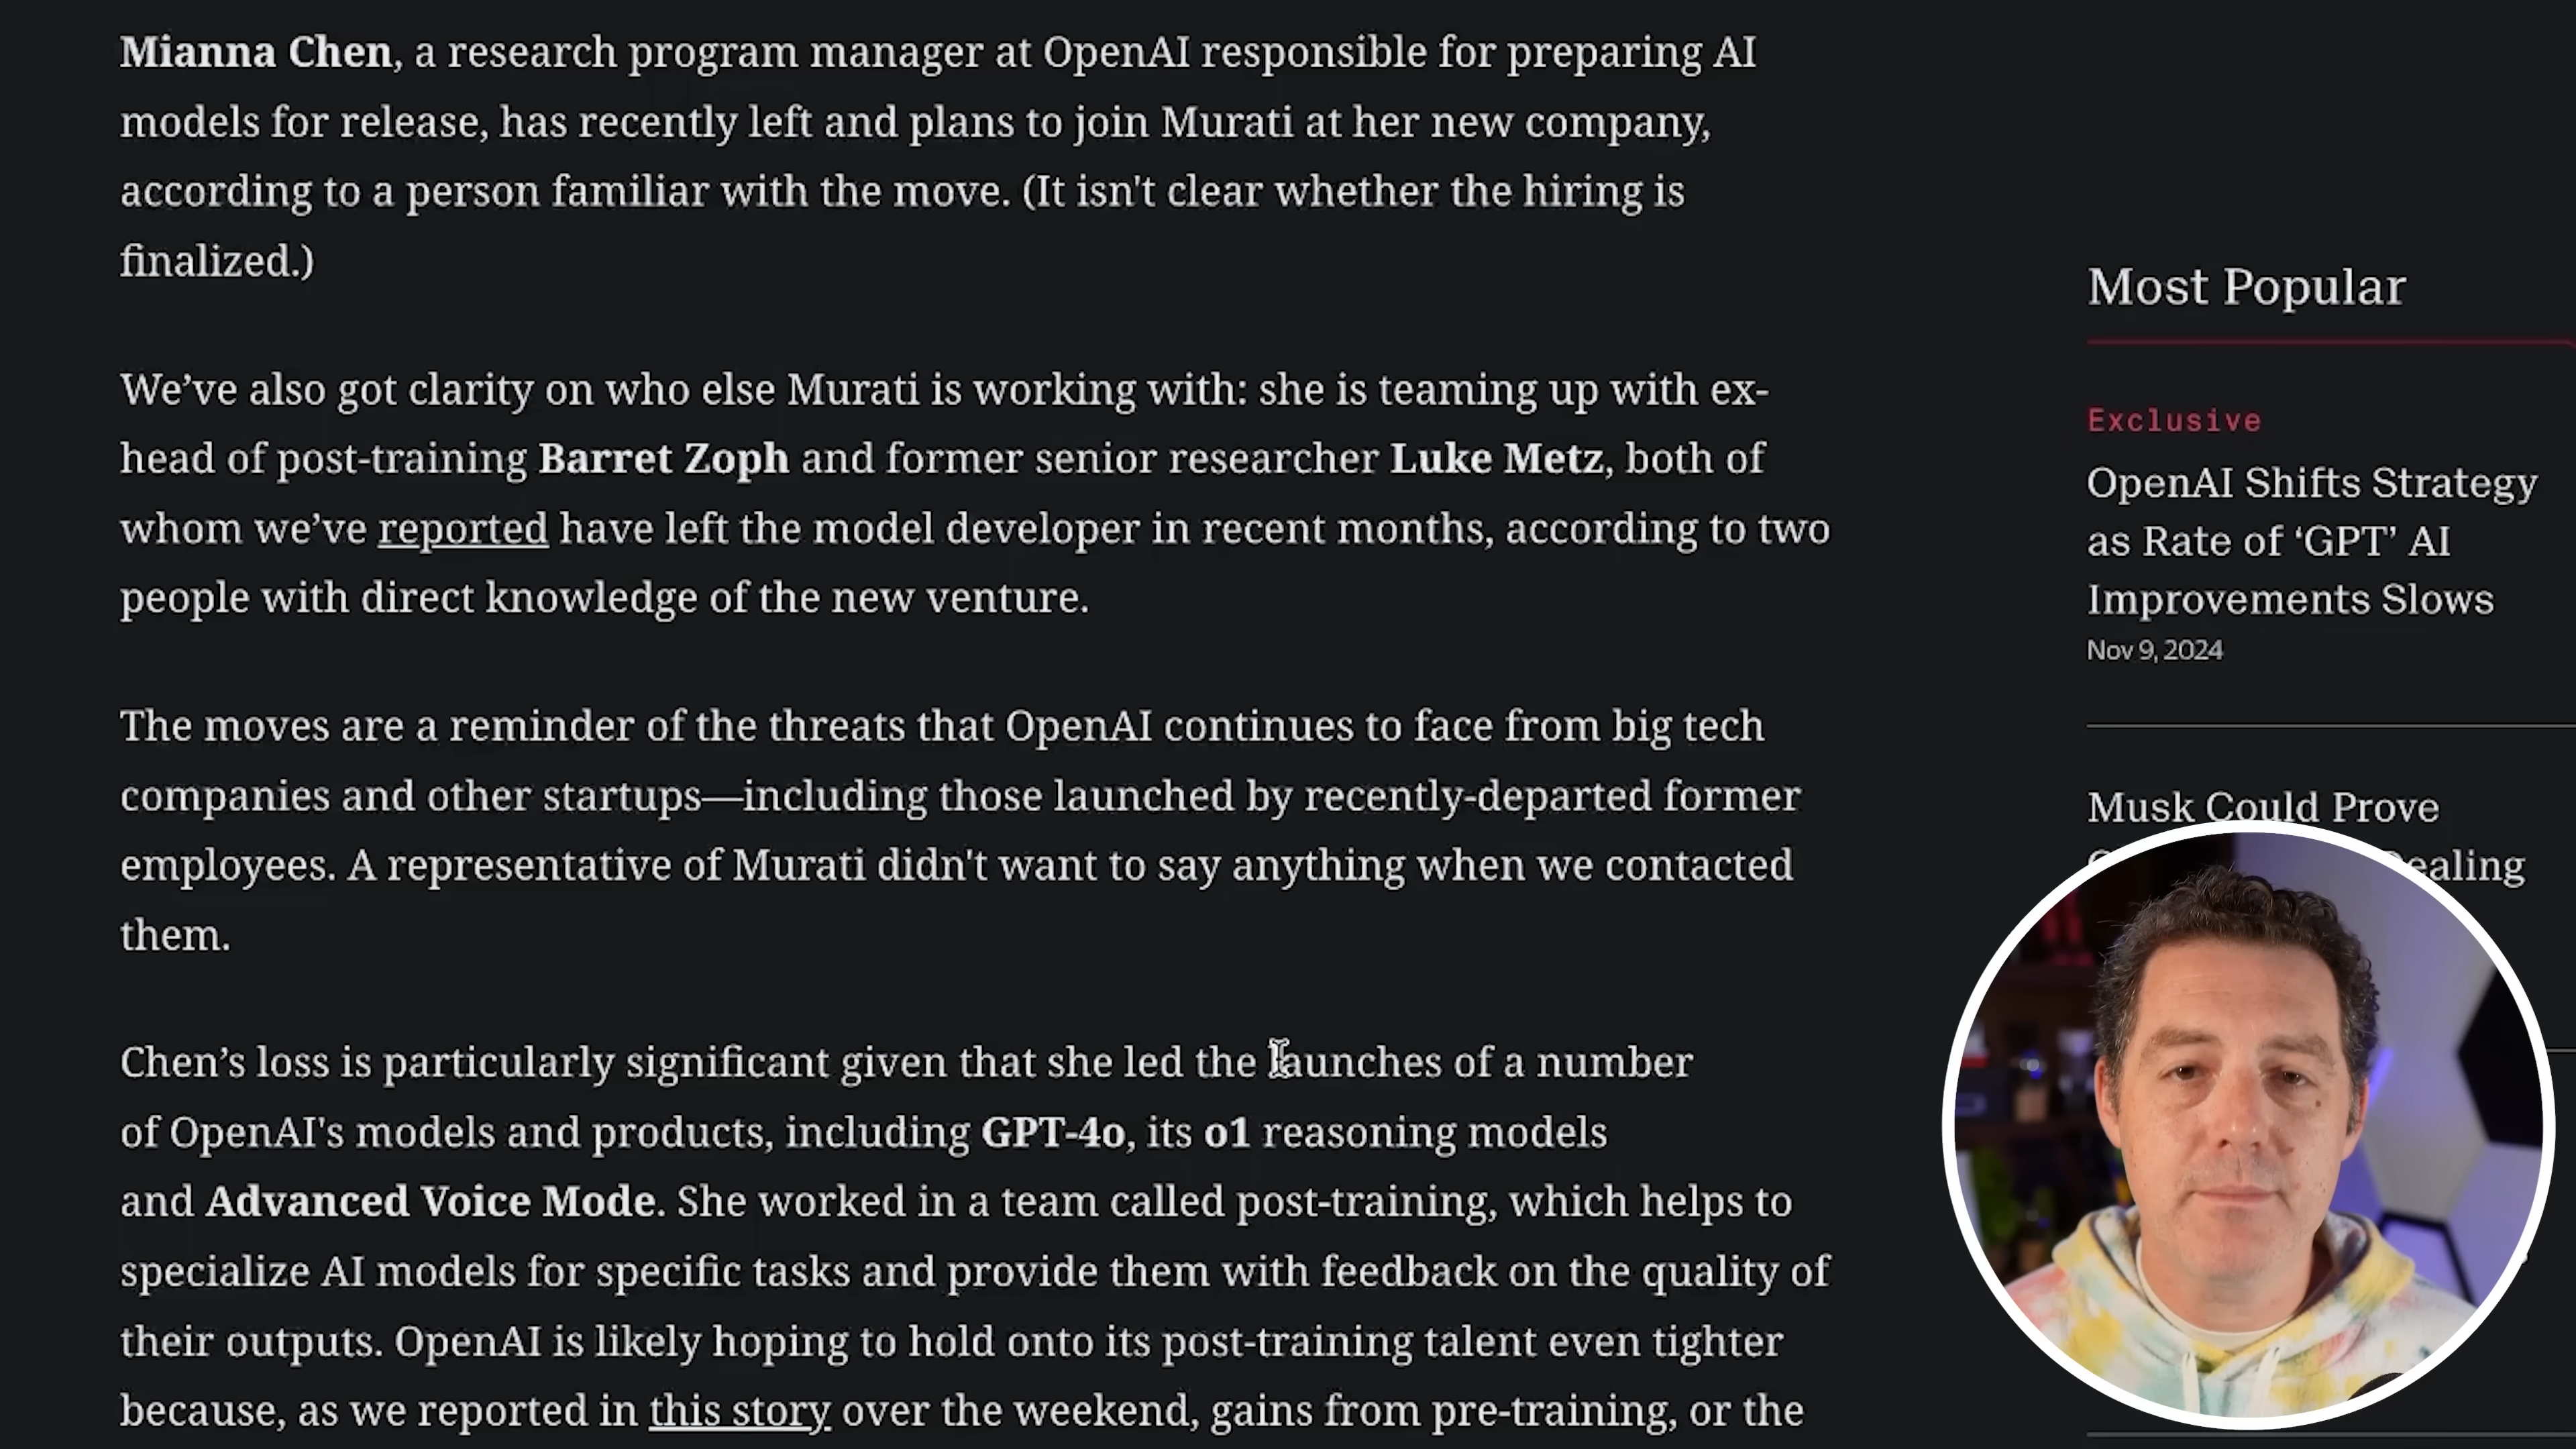 Mianna Chen, a research program manager at OpenAI responsible for preparing AI
models for release, has recently left and plans to join Murati at her new company,
according to a person familiar with the move. (It isn't clear whether the hiring is
finalized.)
We’ve also got clarity on who else Murati is working with: she is teaming up with ex-
head of post-training Barret Zoph and former senior researcher Luke Metz, both of
whom we’ve reported have left the model developer in recent months, according to two
people with direct knowledge of the new venture.
The moves are a reminder of the threats that OpenAI continues to face from big tech
companies and other startups—including those launched by recently-departed former
employees. A representative of Murati didn't want to say anything when we contacted
them.
Chen’s loss is particularly significant given that she led the launches of a number
of OpenAI's models and products, including GPT-4o, its o1 reasoning models
and Advanced Voice Mode. She worked in a team called post-training, which helps to
specialize AI models for specific tasks and provide them with feedback on the quality of
their outputs. OpenAI is likely hoping to hold onto its post-training talent even tighter
because, as we reported in this story over the weekend, gains from pre-training, or the
Most Popular
Exclusive
OpenAI Shifts Strategy
as Rate of ‘GPT’ AI
Improvements Slows
Nov 9, 2024
Musk Could Prove